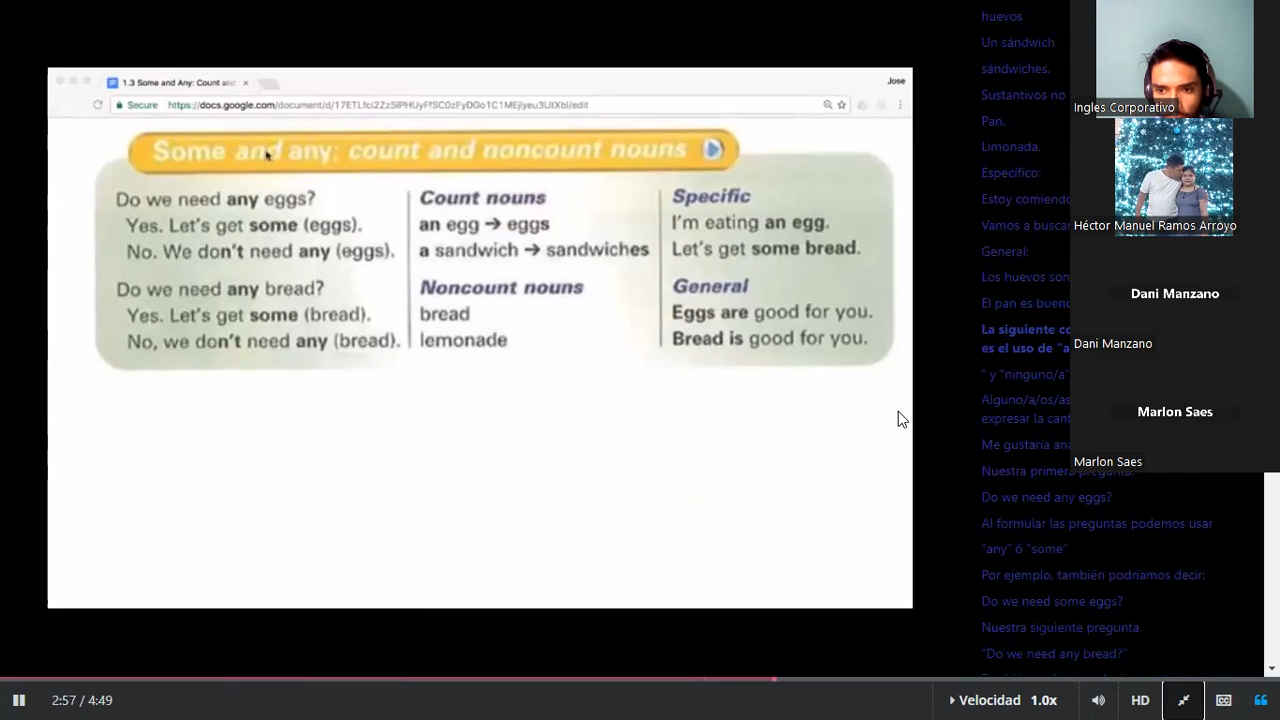 1.3 Some and Any: Count and
Jose
Secure
https://docs.google.com/document/d/17ETLfci2Zz5iPHUyFfSC0zFyDGo1C1MEjlyeu3UtXbI/edit
Some and any; count and noncount nouns
Do we need any eggs?
Yes. Let's get some (eggs).
No. We don't need any (eggs).
Do we need any bread?
Yes. Let's get some (bread).
No, we don't need any (bread).
Count nouns
an egg → eggs
a sandwich → sandwiches
Noncount nouns
bread
lemonade
Specific
I'm eating an egg.
Let's get some bread.
General
Eggs are good for you.
Bread is good for you.
huevos
Un sándwich
sándwiches.
Sustantivos no
Pan.
Limonada.
Específico:
Estoy comiendo
Vamos a buscar
General:
Los huevos son
El pan es bueno
La siguiente
es el uso de "a
" y "ninguno/a"
Alguno/a/os/as
expresar la
Me gustaría
Nuestra primera pregunta.
Do we need any eggs?
Al formular las preguntas podemos usar
"any" ó "some"
Por ejemplo, también podríamos decir:
Do we need some eggs?
Nuestra siguiente pregunta.
"Do we need any bread?"
Ingles Corporativo
Héctor Manuel Ramos Arroyo
Dani Manzano
Dani Manzano
Marlon Saes
Marlon Saes
2:57 / 4:49
Velocidad 1.0x
HD
CC